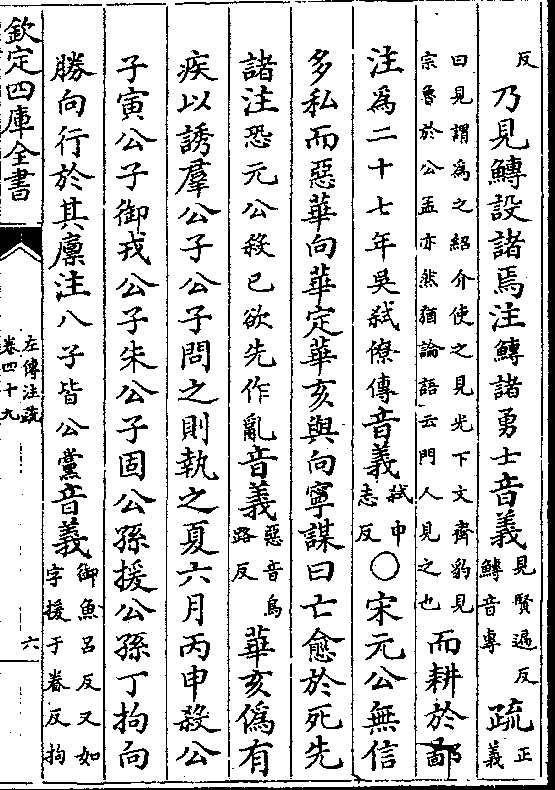 反乃見鱄設諸焉注鱄諸勇士音義見賢遍反鱄音專疏正義
曰見謂為之紹介使之見光下文齊豹見宗魯於公孟亦然猶論語云門人見之也而耕於鄙
注為二十七年吳弒僚傳音義弒申志反○宋元公無信
多私而惡華向華定華亥與向寧謀曰亡愈於死先
諸注恐元公殺已欲先作亂音義惡音烏路反華亥偽有
疾以誘羣公子公子問之則執之夏六月丙申殺公
子寅公子御戎公子朱公子固公孫援公孫丁拘向
勝向行於其廩注八子皆公黨音義御魚呂反又如字援于眷反拘
欽定四庫全書
左傳注疏
卷四十九
六